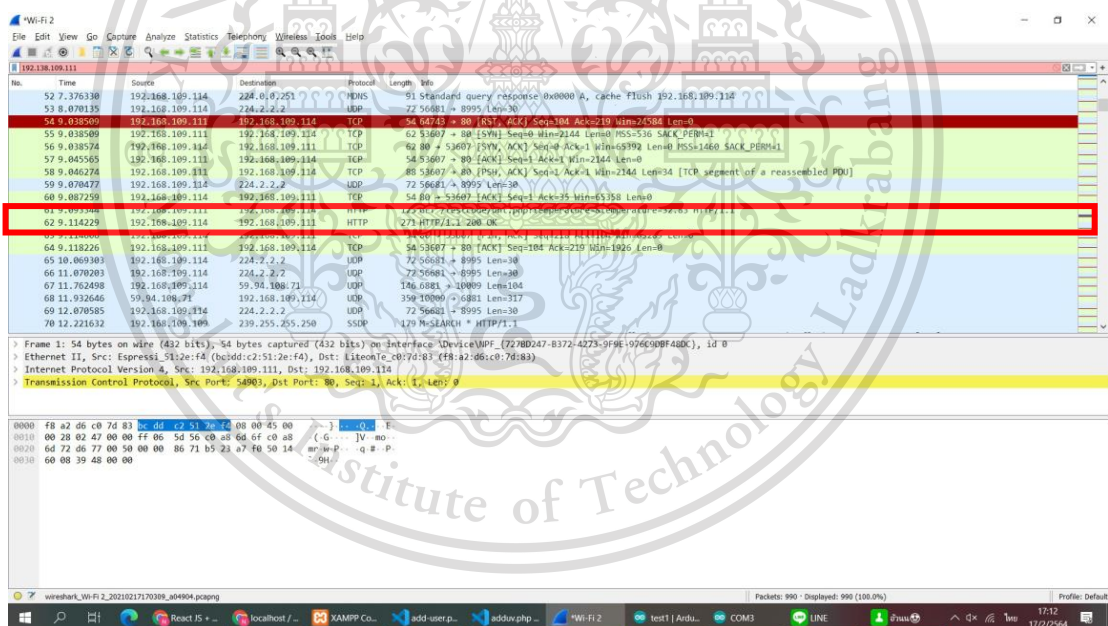 *Wi-Fi 2
File Edit View Go Capture Analyze Statistics Telephony Wireless Tools Help
192.138.109.111
No. Time Source Destination Protocol Length Info
52 7.376330 192.168.109.114 224.0.0.251 MDNS 91 Standard query response 0x0000 A, cache flush 192.168.109.114
53 8.070135 192.168.109.114 224.2.2.2 UDP 72 56681 → 8995 Len=30
54 9.038509 192.168.109.111 192.168.109.114 TCP 54 64743 → 80 [RST, ACK] Seq=104 Ack=219 Win=24584 Len=0
55 9.038509 192.168.109.111 192.168.109.114 TCP 62 53607 → 80 [SYN] Seq=0 Win=2144 Len=0 MSS=536 SACK_PERM=1
56 9.038574 192.168.109.114 192.168.109.111 TCP 62 80 → 53607 [SYN, ACK] Seq=0 Ack=1 Win=65392 Len=0 MSS=1460 SACK_PERM=1
57 9.045565 192.168.109.111 192.168.109.114 TCP 54 53607 → 80 [ACK] Seq=1 Ack=1 Win=2144 Len=0
58 9.046274 192.168.109.111 192.168.109.114 TCP 88 53607 → 80 [PSH, ACK] Seq=1 Ack=1 Win=2144 Len=34 [TCP segment of a reassembled PDU]
59 9.070477 192.168.109.114 224.2.2.2 UDP 72 56681 → 8995 Len=30
60 9.087259 192.168.109.114 192.168.109.111 TCP 54 80 → 53607 [ACK] Seq=1 Ack=35 Win=65358 Len=0
61 9.093344 192.168.109.111 192.168.109.114 HTTP
62 9.114229 192.168.109.114 192.168.109.111 HTTP 271 HTTP/1.1 200 OK
64 9.118226 192.168.109.111 192.168.109.114 TCP 54 53607 → 80 [ACK] Seq=104 Ack=219 Win=1926 Len=0
65 10.069303 192.168.109.114 224.2.2.2 UDP 72 56681 → 8995 Len=30
66 11.070203 192.168.109.114 224.2.2.2 UDP 72 56681 → 8995 Len=30
67 11.762498 192.168.109.114 59.94.108.71 UDP 146 6881 → 10009 Len=104
68 11.932646 59.94.108.71 192.168.109.114 UDP 359 10009 → 6881 Len=317
69 12.070585 192.168.109.114 224.2.2.2 UDP 72 56681 → 8995 Len=30
70 12.221632 192.168.109.109 239.255.255.250 SSDP 179 M-SEARCH * HTTP/1.1
Frame 1: 54 bytes on wire (432 bits), 54 bytes captured (432 bits) on interface \Device\NPF_{727BD247-B372-4273-9F9E-976C9DBF48DC}, id 0
Ethernet II, Src: Espressi_51:2e:f4 (bc:dd:c2:51:2e:f4), Dst: LiteonTe_c0:7d:83 (f8:a2:d6:c0:7d:83)
Internet Protocol Version 4, Src: 192.168.109.111, Dst: 192.168.109.114
Transmission Control Protocol, Src Port: 54903, Dst Port: 80, Seq: 1, Ack: 1, Len: 0
0000 f8 a2 d6 c0 7d 83 bc dd c2 51 2e f4 08 00 45 00 ····}··· ·Q.···E·
0010 00 28 02 47 00 00 ff 06 5d 56 c0 a8 6d 6f c0 a8 ·(·G···· ]V··mo··
0020 6d 72 d6 77 00 50 00 00 86 71 b5 23 a7 f0 50 14 mr·w·P·· ·q·#··P·
0030 60 08 39 48 00 00 `·9H··
Institute of Technology Ladkrabang
wireshark_Wi-Fi 2_20210217170309_a04904.pcapng Packets: 990 · Displayed: 990 (100.0%) Profile: Default
React JS + ... localhost / ... XAMPP Co... add-user.p... adduv.php ... *Wi-Fi 2 test1 | Ardu... COM3 LINE ไทย 17:12
17/2/2564